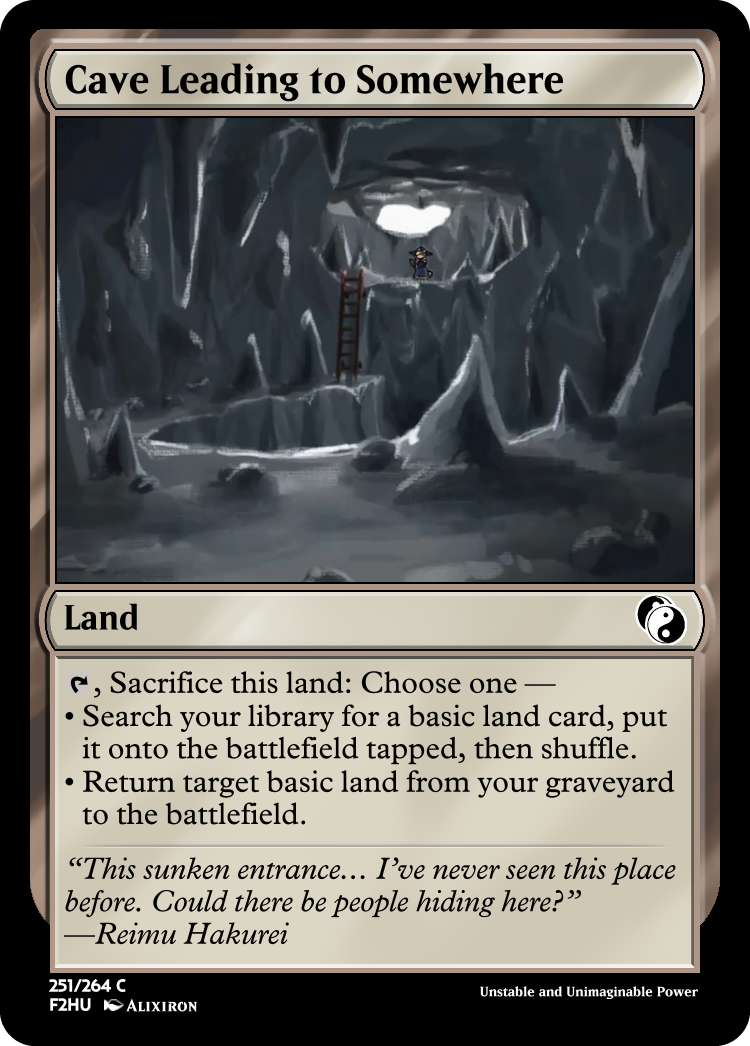 Cave Leading to Somewhere
Land
, Sacrifice this land: Choose one —
• Search your library for a basic land card, put
it onto the battlefield tapped, then shuffle.
• Return target basic land from your graveyard
to the battlefield.
“This sunken entrance… I’ve never seen this place
before. Could there be people hiding here?”
—Reimu Hakurei
251/264 C
F2HU Alixiron
Unstable and Unimaginable Power